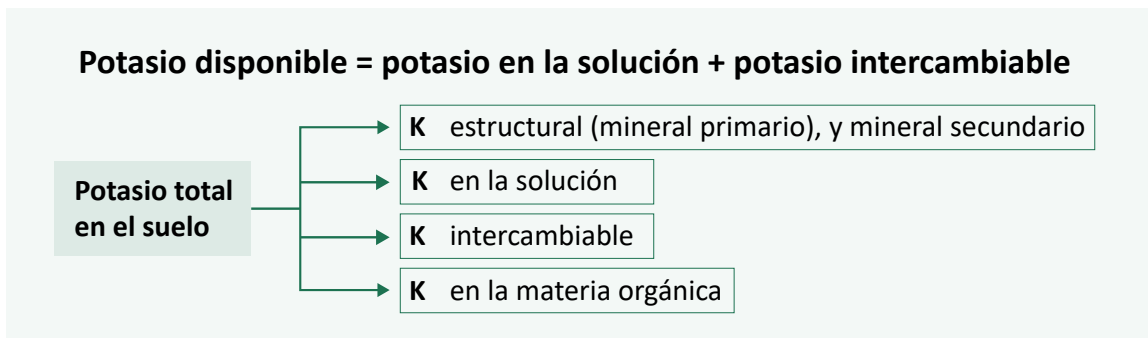 Potasio disponible = potasio en la solución + potasio intercambiable
K estructural (mineral primario), y mineral secundario
Potasio total
en el suelo
K en la solución
K intercambiable
K en la materia orgánica